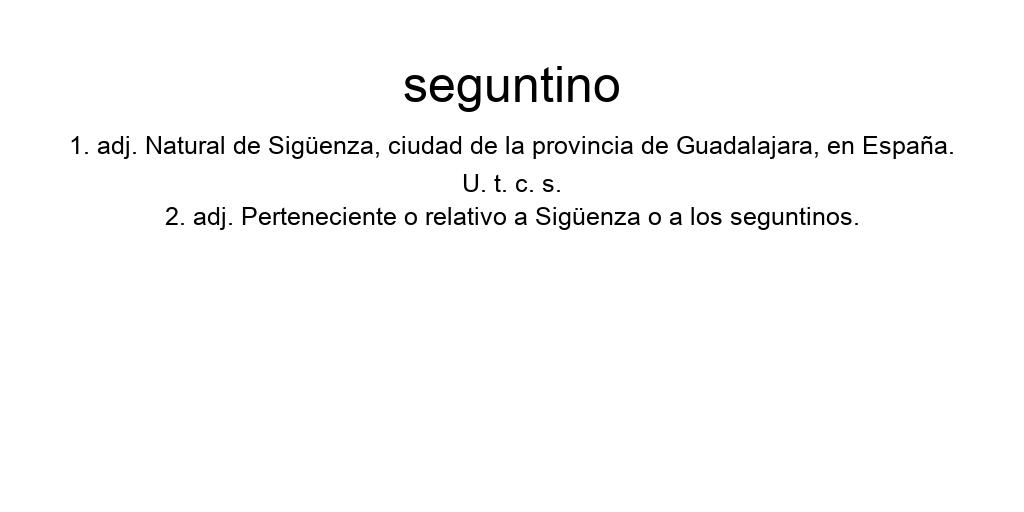 seguntino
1. adj. Natural de Sigüenza, ciudad de la provincia de Guadalajara, en España.
U. t. c. s.
2. adj. Perteneciente o relativo a Sigüenza o a los seguntinos.